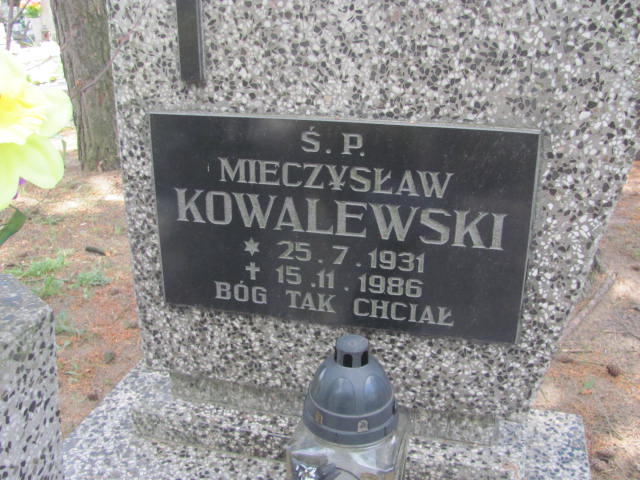 Ś. P.
MIECZYSŁAW
KOWALEWSKI
* 25.7.1931
✝ 15.11.1986
BÓG TAK CHCIAŁ